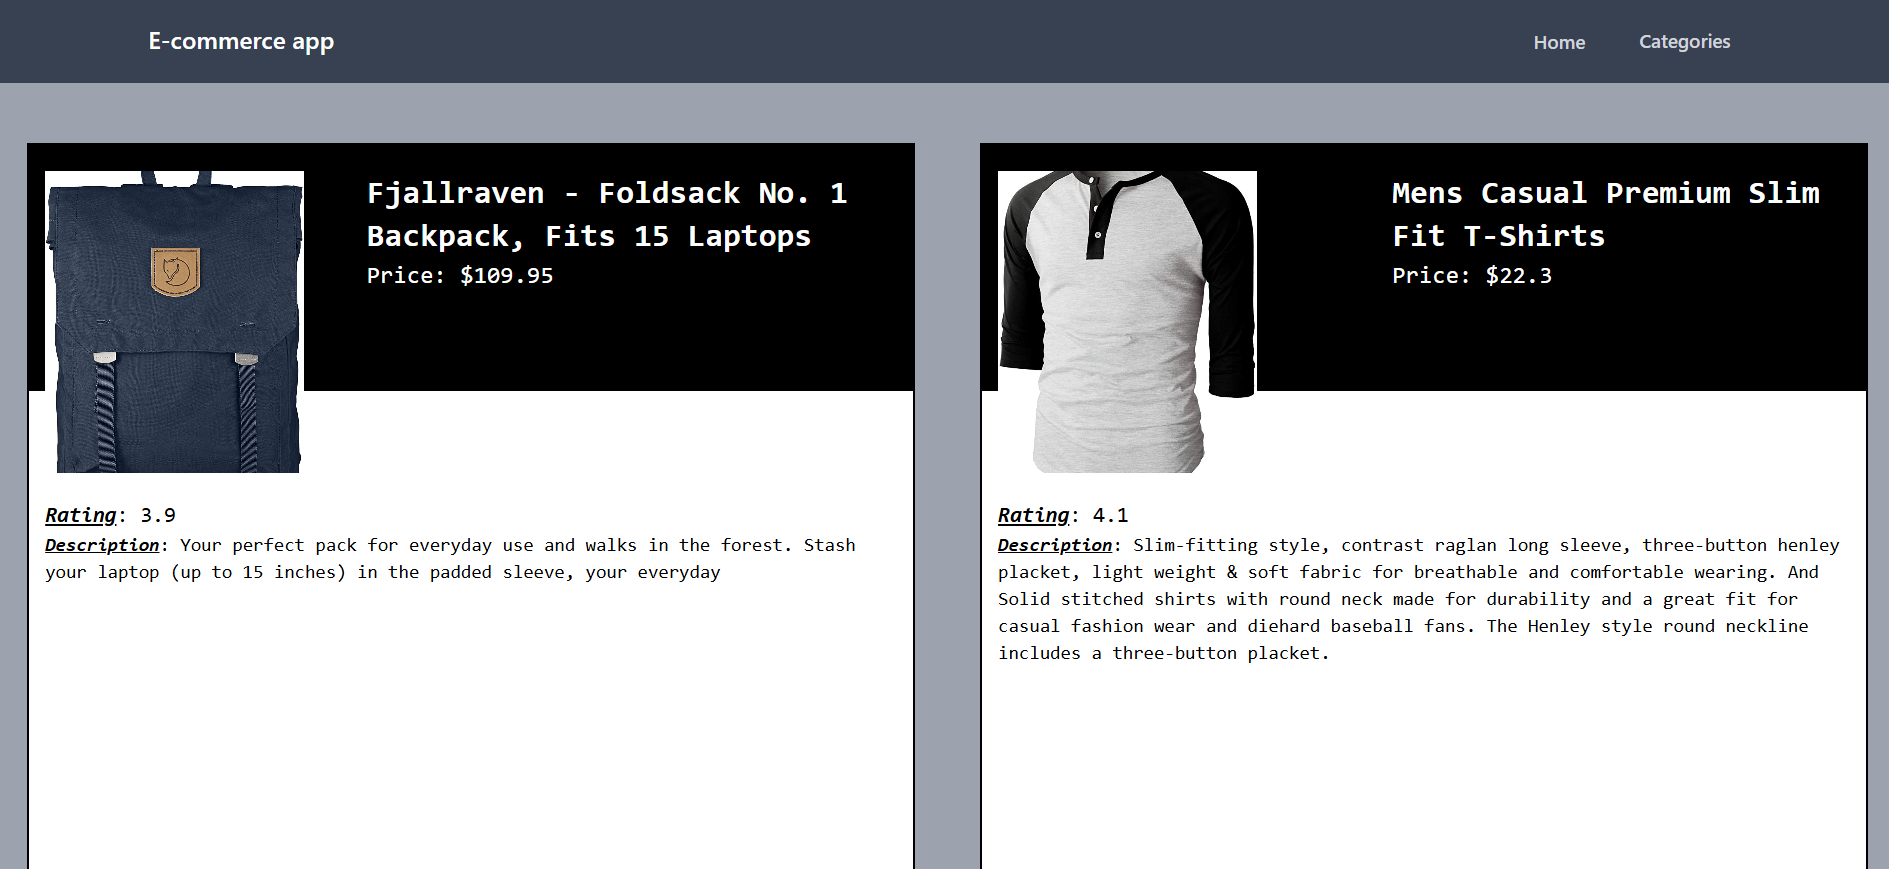 E-commerce app
Home
Categories
Fjallraven - Foldsack No. 1
Backpack, Fits 15 Laptops
Price: $109.95
Rating: 3.9
Description: Your perfect pack for everyday use and walks in the forest. Stash
your laptop (up to 15 inches) in the padded sleeve, your everyday
Mens Casual Premium Slim
Fit T-Shirts
Price: $22.3
Rating: 4.1
Description: Slim-fitting style, contrast raglan long sleeve, three-button henley
placket, light weight & soft fabric for breathable and comfortable wearing. And
Solid stitched shirts with round neck made for durability and a great fit for
casual fashion wear and diehard baseball fans. The Henley style round neckline
includes a three-button placket.